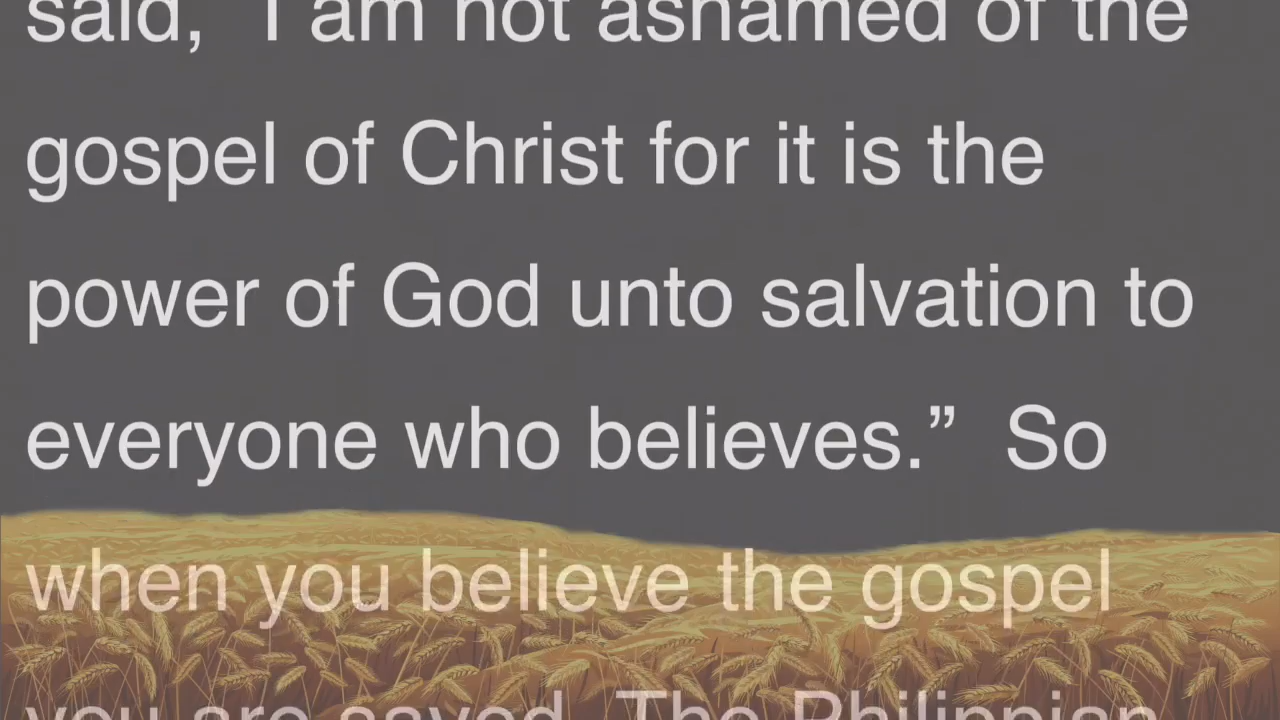 said, "I am not ashamed of the
gospel of Christ for it is the
power of God unto salvation to
everyone who believes.”  So
when you believe the gospel
you are saved. The Philippian